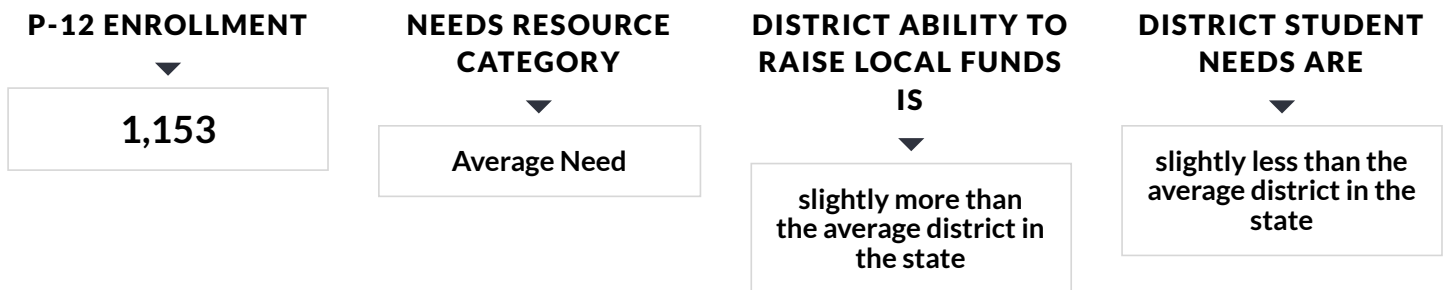 P-12 ENROLLMENT
1,153
NEEDS RESOURCE
CATEGORY
Average Need
DISTRICT ABILITY TO
RAISE LOCAL FUNDS
IS
slightly more than
the average district in
the state
DISTRICT STUDENT
NEEDS ARE
slightly less than the
average district in the
state